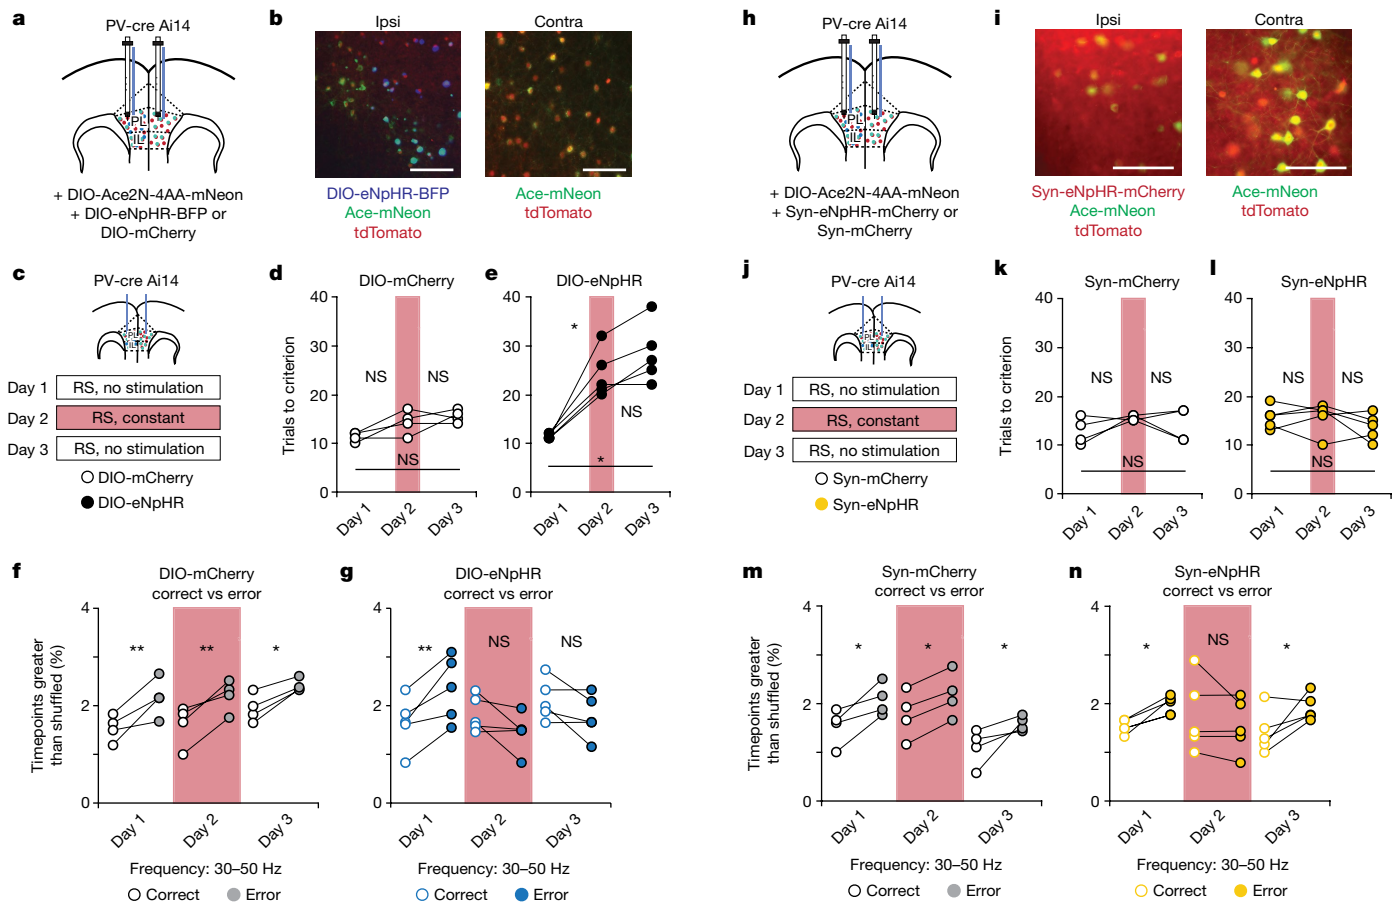 a
PV-cre Ai14
PL
IL
+ DIO-Ace2N-4AA-mNeon
+ DIO-eNpHR-BFP or
DIO-mCherry
b
Ipsi
Contra
DIO-eNpHR-BFP
Ace-mNeon
tdTomato
Ace-mNeon
tdTomato
c
PV-cre Ai14
PL
IL
Day 1
RS, no stimulation
Day 2
RS, constant
Day 3
RS, no stimulation
DIO-mCherry
DIO-eNpHR
d
DIO-mCherry
Trials to criterion
40
30
20
10
0
NS
NS
NS
Day 1
Day 2
Day 3
e
DIO-eNpHR
40
30
20
10
0
*
NS
*
Day 1
Day 2
Day 3
f
DIO-mCherry
correct vs error
Timepoints greater
than shuffled (%)
4
2
0
**
**
*
Day 1
Day 2
Day 3
Frequency: 30–50 Hz
Correct
Error
g
DIO-eNpHR
correct vs error
4
2
0
**
NS
NS
Day 1
Day 2
Day 3
Frequency: 30–50 Hz
Correct
Error
h
PV-cre Ai14
PL
IL
+ DIO-Ace2N-4AA-mNeon
+ Syn-eNpHR-mCherry or
Syn-mCherry
i
Ipsi
Contra
Syn-eNpHR-mCherry
Ace-mNeon
tdTomato
Ace-mNeon
tdTomato
j
PV-cre Ai14
PL
IL
Day 1
RS, no stimulation
Day 2
RS, constant
Day 3
RS, no stimulation
Syn-mCherry
Syn-eNpHR
k
Syn-mCherry
Trials to criterion
40
30
20
10
0
NS
NS
NS
Day 1
Day 2
Day 3
l
Syn-eNpHR
40
30
20
10
0
NS
NS
NS
Day 1
Day 2
Day 3
m
Syn-mCherry
correct vs error
Timepoints greater
than shuffled (%)
4
2
0
*
*
*
Day 1
Day 2
Day 3
Frequency: 30–50 Hz
Correct
Error
n
Syn-eNpHR
correct vs error
4
2
0
*
NS
*
Day 1
Day 2
Day 3
Frequency: 30–50 Hz
Correct
Error